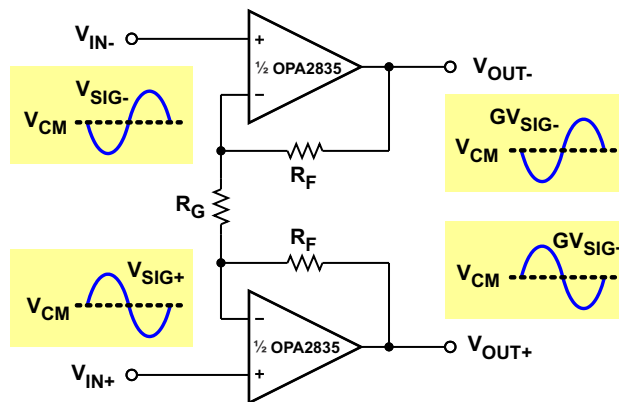 VIN-
+
½ OPA2835
−
VOUT-
VSIG-
VCM
GVSIG-
VCM
RF
RG
RF
VSIG+
VCM
GVSIG-
VCM
−
½ OPA2835
+
VIN+
VOUT+